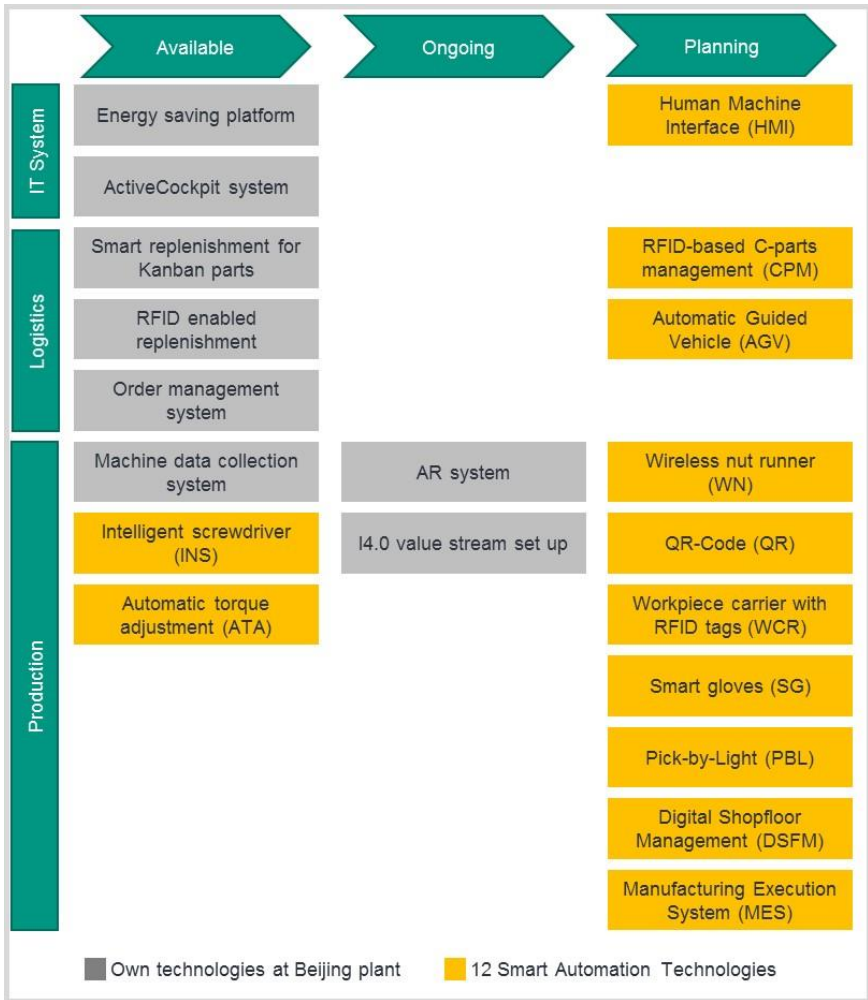 Available
Ongoing
Planning
IT System
Energy saving platform
Human Machine
Interface (HMI)
ActiveCockpit system
Logistics
Smart replenishment for
Kanban parts
RFID-based C-parts
management (CPM)
RFID enabled
replenishment
Automatic Guided
Vehicle (AGV)
Order management
system
Production
Machine data collection
system
AR system
Wireless nut runner
(WN)
Intelligent screwdriver
(INS)
I4.0 value stream set up
QR-Code (QR)
Automatic torque
adjustment (ATA)
Workpiece carrier with
RFID tags (WCR)
Smart gloves (SG)
Pick-by-Light (PBL)
Digital Shopfloor
Management (DSFM)
Manufacturing Execution
System (MES)
Own technologies at Beijing plant
12 Smart Automation Technologies